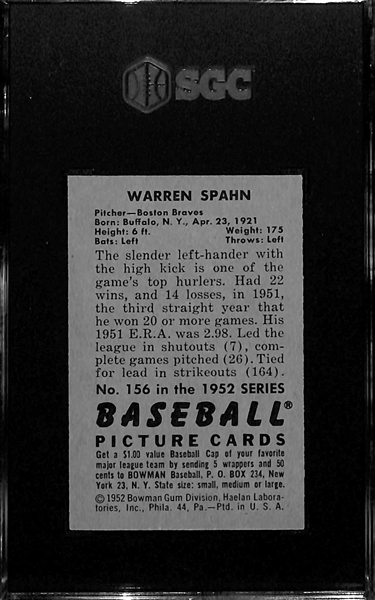 SGC
WARREN SPAHN
Pitcher—Boston Braves
Born: Buffalo, N. Y., Apr. 23, 1921
Height: 6 ft. Weight: 175
Bats: Left Throws: Left
The slender left-hander with
the high kick is one of the
game's top hurlers. Had 22
wins, and 14 losses, in 1951,
the third straight year that
he won 20 or more games. His
1951 E.R.A. was 2.98. Led the
league in shutouts (7), com-
plete games pitched (26). Tied
for lead in strikeouts (164).
No. 156 in the 1952 SERIES
BASEBALL®
PICTURE CARDS
Get a $1.00 value Baseball Cap of your favorite
major league team by sending 5 wrappers and 50
cents to BOWMAN Baseball, P. O. BOX 234, New
York 23, N. Y. State size: small, medium or large.
©1952 Bowman Gum Division, Haelan Labora-
tories, Inc., Phila. 44, Pa.—Ptd. in U. S. A.